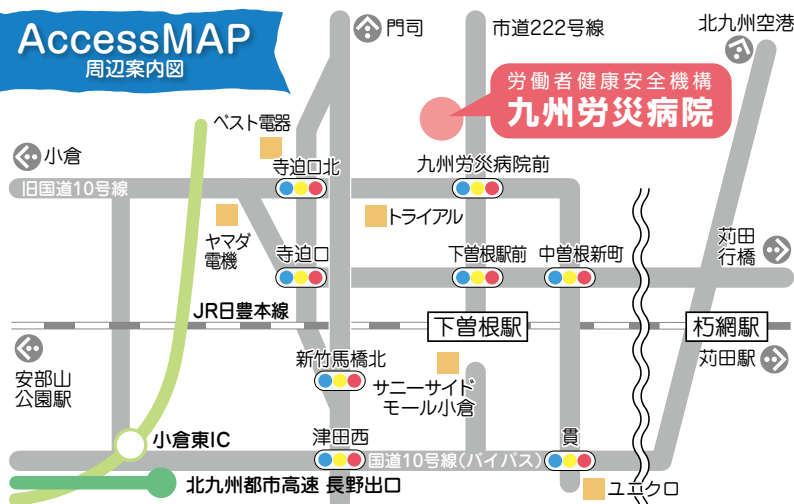 AccessMAP
周辺案内図
門司
市道222号線
北九州空港
労働者健康安全機構
九州労災病院
ベスト電器
小倉
寺迫口北
九州労災病院前
旧国道10号線
トライアル
ヤマダ
電機
寺迫口
下曽根駅前
中曽根新町
苅田
行橋
JR日豊本線
下曽根駅
朽網駅
新竹馬橋北
苅田駅
安部山
公園駅
サニーサイド
モール小倉
小倉東IC
津田西
国道10号線(バイパス)
貫
北九州都市高速 長野出口
ユニクロ